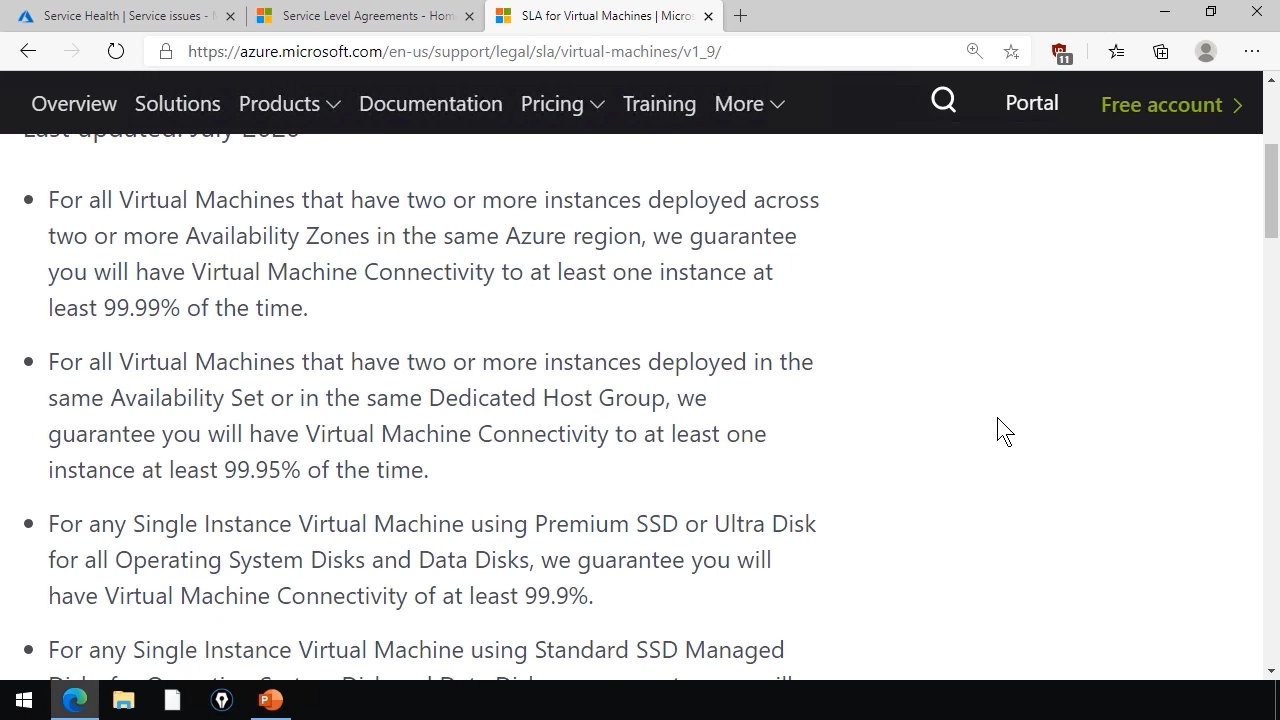 Service Health | Service issues -
Service Level Agreements - Hom
SLA for Virtual Machines | Micros
https://azure.microsoft.com/en-us/support/legal/sla/virtual-machines/v1_9/
11
Overview Solutions Products Documentation Pricing Training More Portal Free account
Last updated: July 2020
For all Virtual Machines that have two or more instances deployed across
two or more Availability Zones in the same Azure region, we guarantee
you will have Virtual Machine Connectivity to at least one instance at
least 99.99% of the time.
For all Virtual Machines that have two or more instances deployed in the
same Availability Set or in the same Dedicated Host Group, we
guarantee you will have Virtual Machine Connectivity to at least one
instance at least 99.95% of the time.
For any Single Instance Virtual Machine using Premium SSD or Ultra Disk
for all Operating System Disks and Data Disks, we guarantee you will
have Virtual Machine Connectivity of at least 99.9%.
For any Single Instance Virtual Machine using Standard SSD Managed